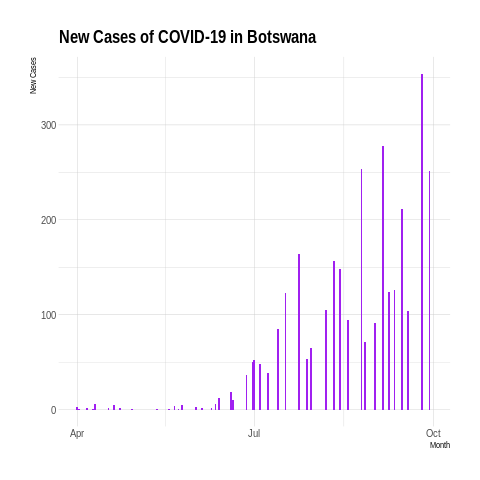 New Cases of COVID-19 in Botswana
New Cases
300
200
100
0
Apr Jul Oct
Month